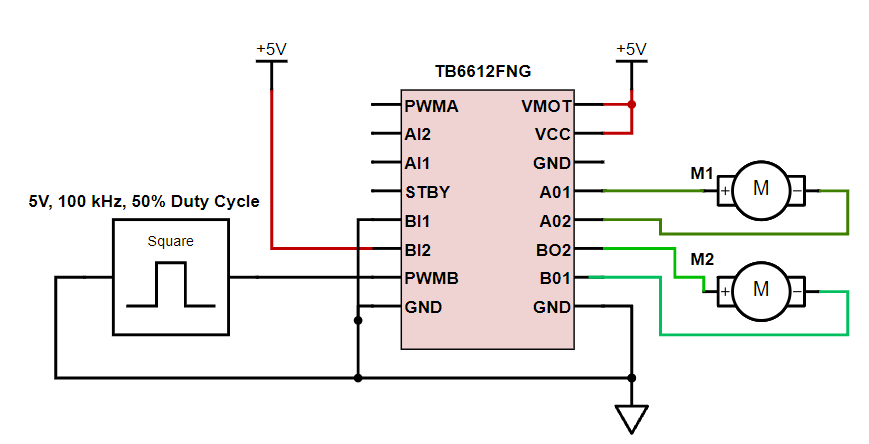 +5V
+5V
TB6612FNG
PWMA
VMOT
AI2
VCC
AI1
GND
M1
STBY
A01
+ M −
5V, 100 kHz, 50% Duty Cycle
BI1
A02
Square
BI2
BO2
M2
PWMB
B01
+ M −
GND
GND